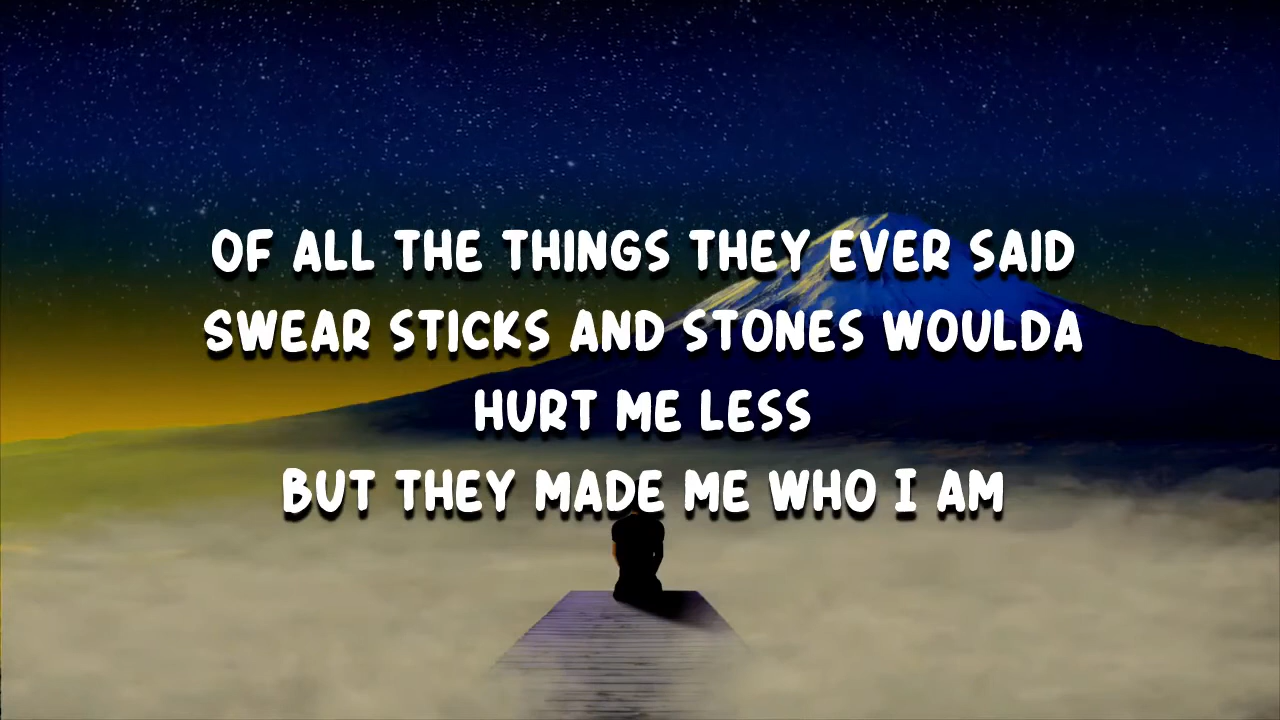 OF ALL THE THINGS THEY EVER SAID
SWEAR STICKS AND STONES WOULDA
HURT ME LESS
BUT THEY MADE ME WHO I AM